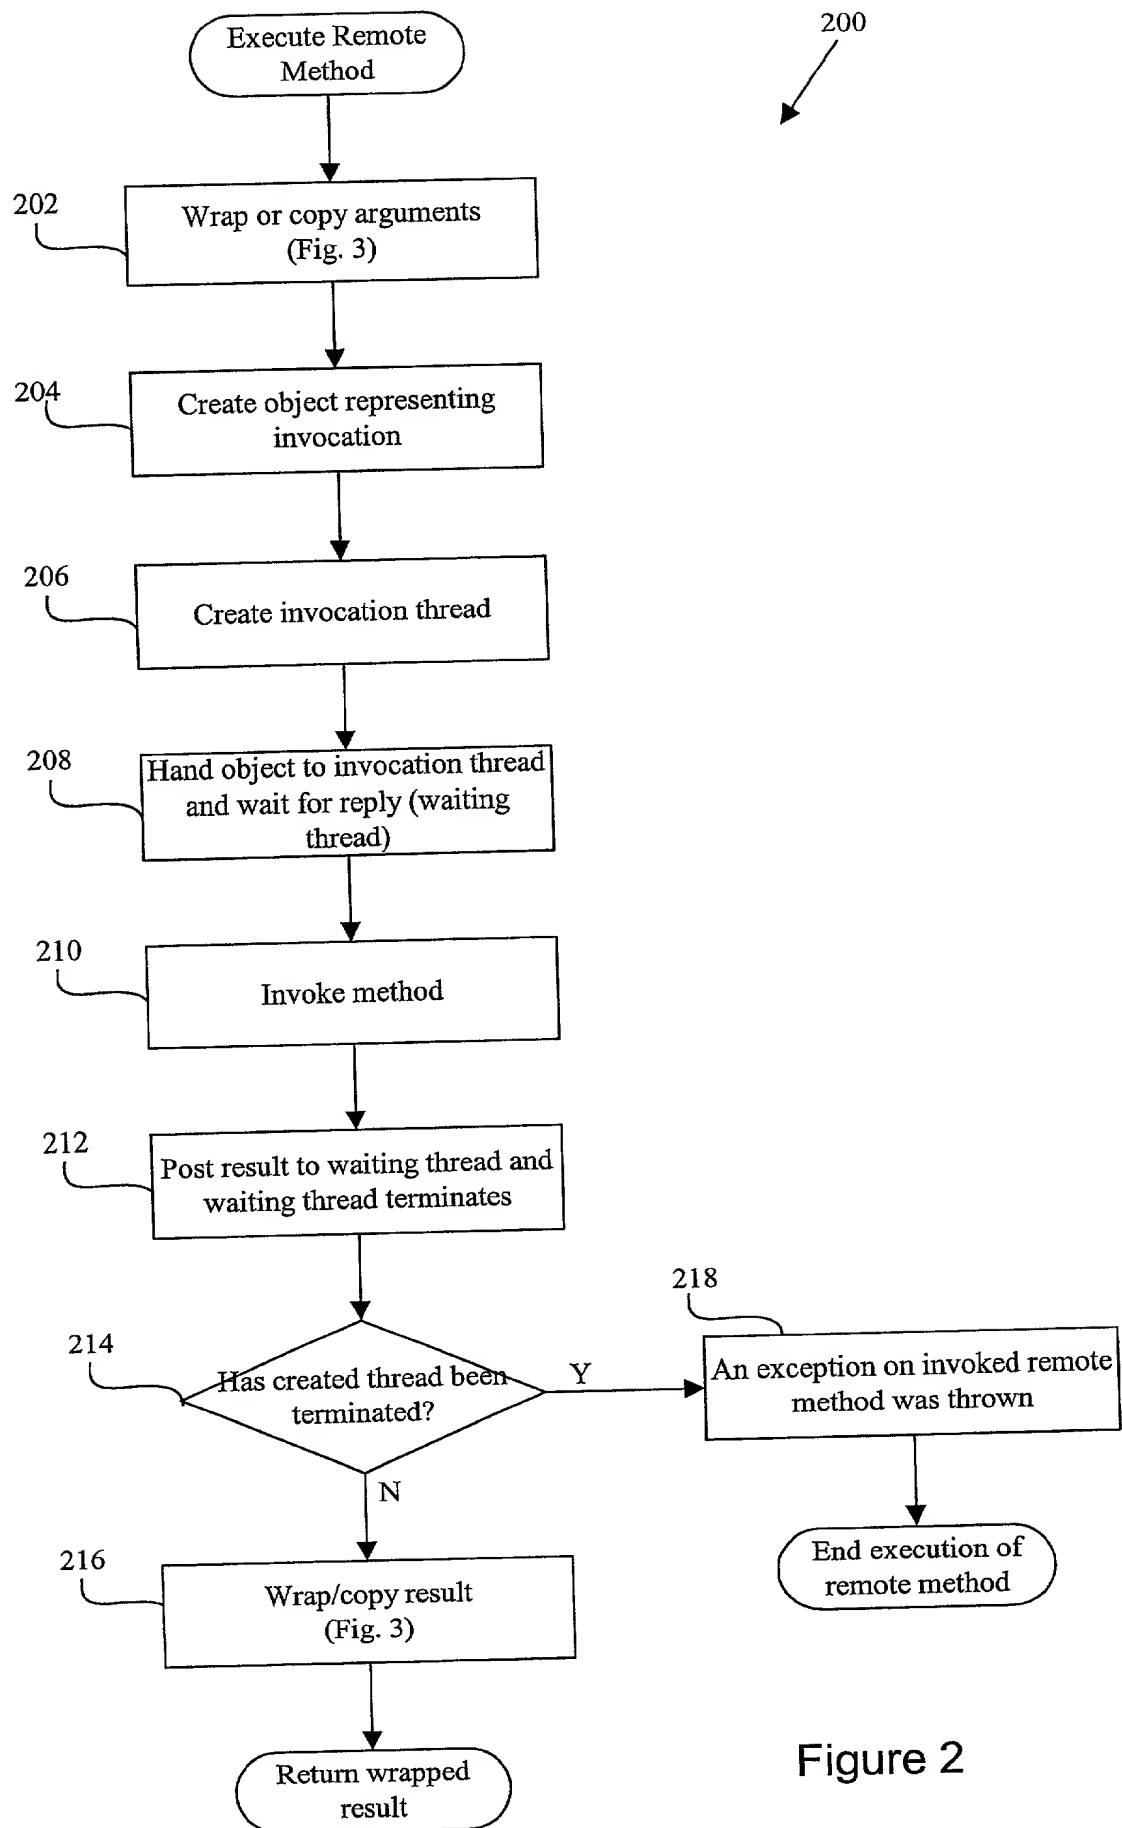 200
Execute Remote
Method
202
Wrap or copy arguments
(Fig. 3)
204
Create object representing
invocation
206
Create invocation thread
208
Hand object to invocation thread
and wait for reply (waiting
thread)
210
Invoke method
212
Post result to waiting thread and
waiting thread terminates
214
Has created thread been
terminated?
Y
218
An exception on invoked remote
method was thrown
N
End execution of
remote method
216
Wrap/copy result
(Fig. 3)
Return wrapped
result
Figure 2